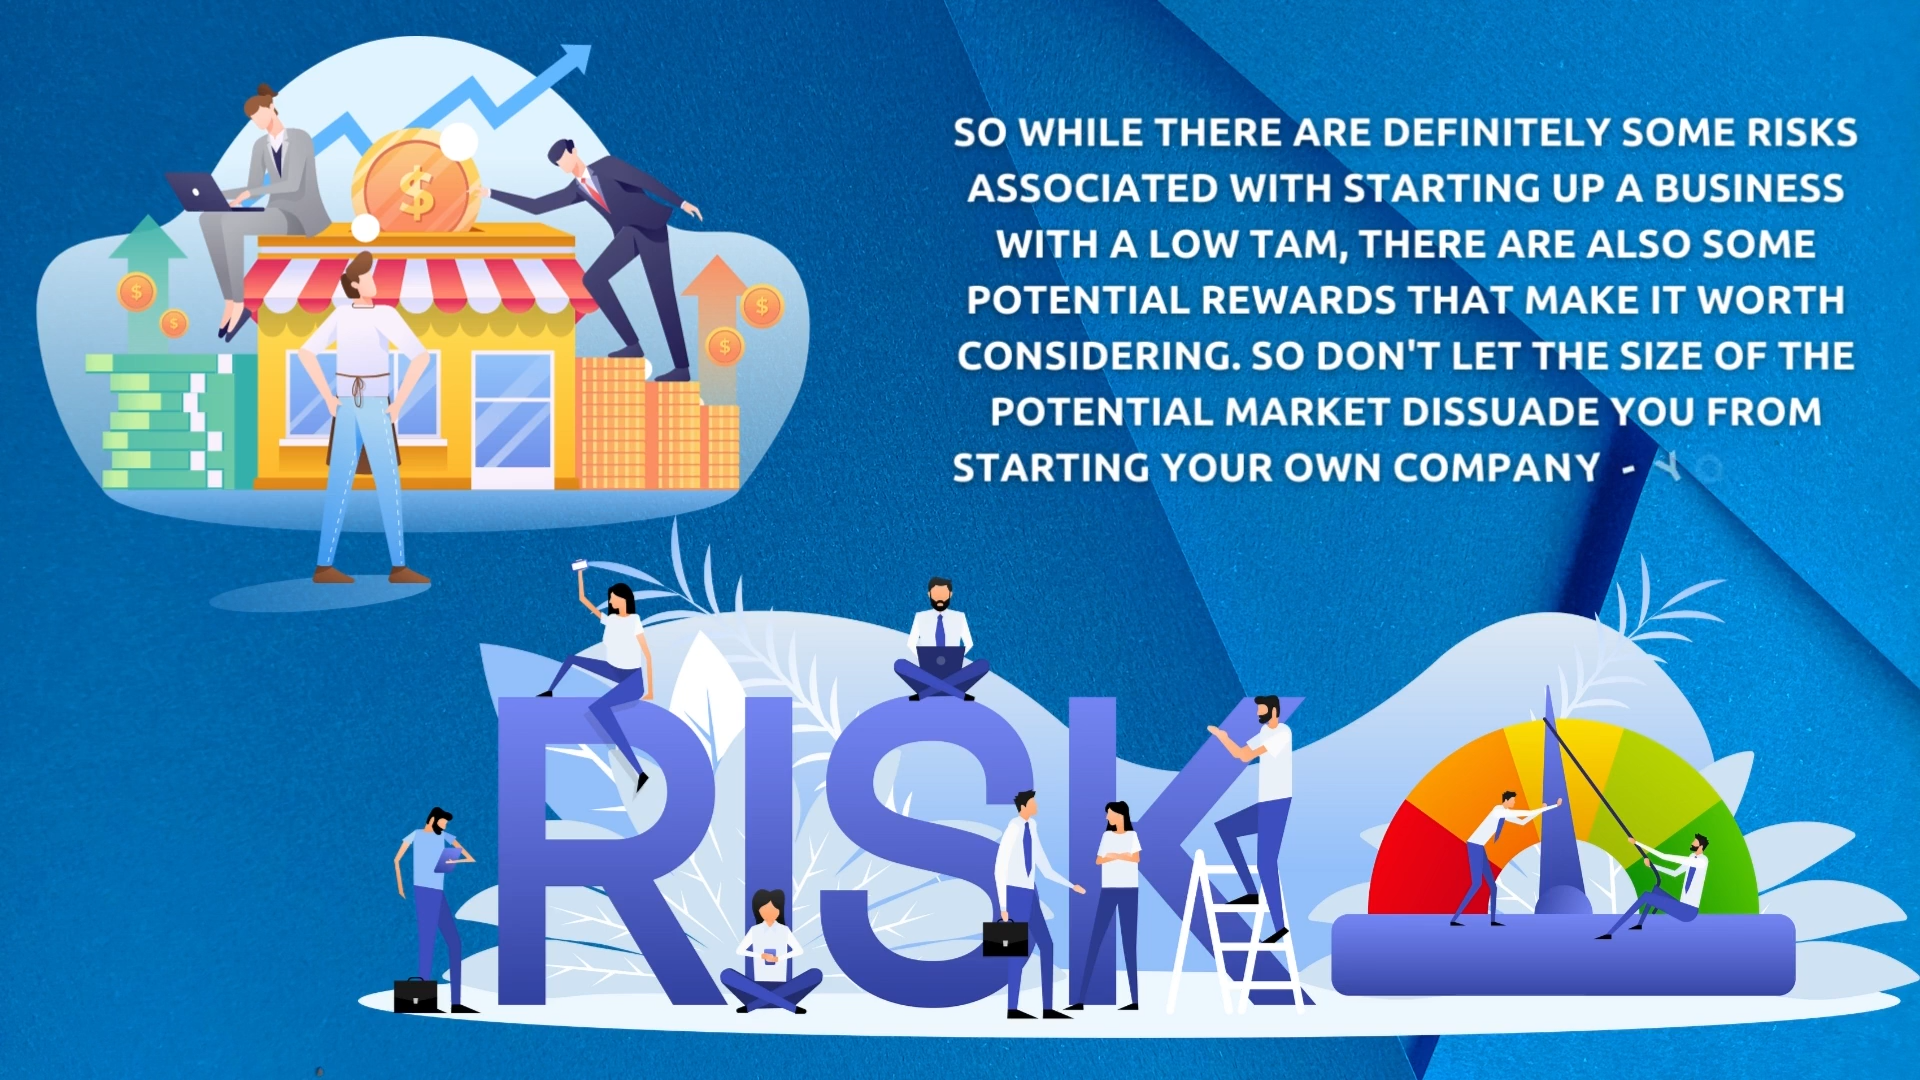 SO WHILE THERE ARE DEFINITELY SOME RISKS
ASSOCIATED WITH STARTING UP A BUSINESS
WITH A LOW TAM, THERE ARE ALSO SOME
POTENTIAL REWARDS THAT MAKE IT WORTH
CONSIDERING. SO DON'T LET THE SIZE OF THE
POTENTIAL MARKET DISSUADE YOU FROM
STARTING YOUR OWN COMPANY - YO
$
$
$
$
$
RISK